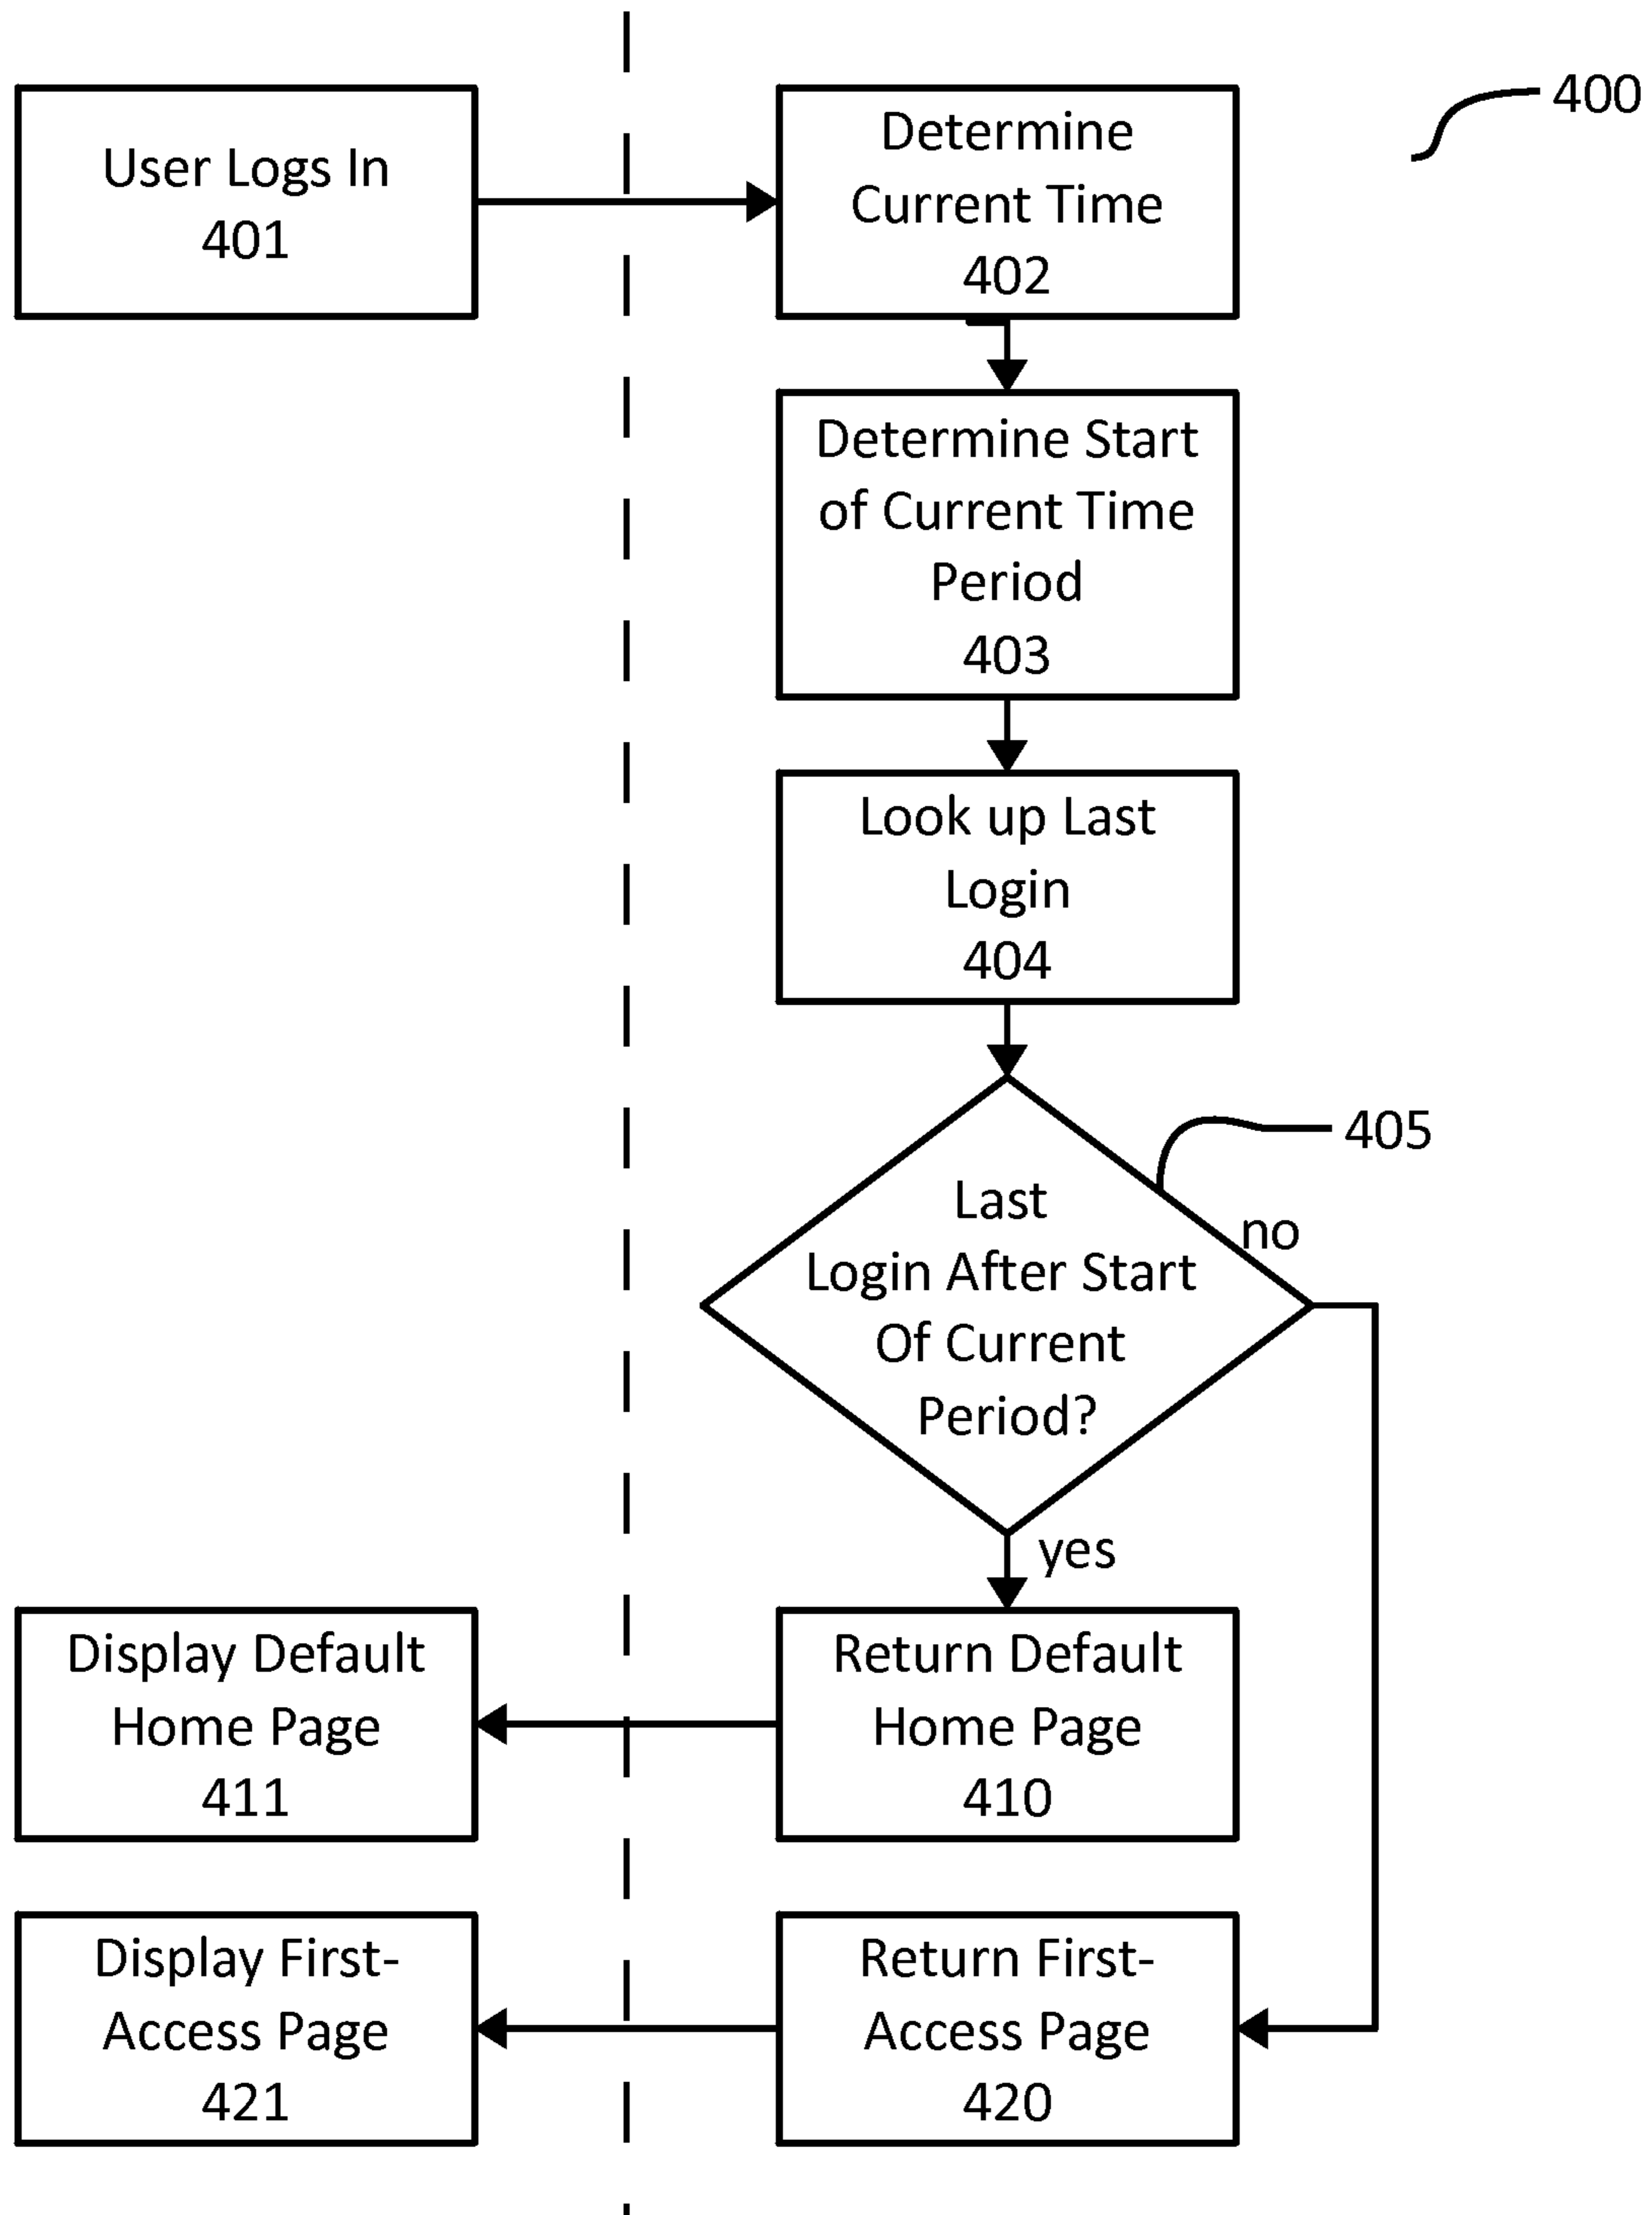 400
User Logs In
401
Determine
Current Time
402
Determine Start
of Current Time
Period
403
Look up Last
Login
404
405
Last
Login After Start
Of Current
Period?
no
yes
Display Default
Home Page
411
Return Default
Home Page
410
Display First-
Access Page
421
Return First-
Access Page
420